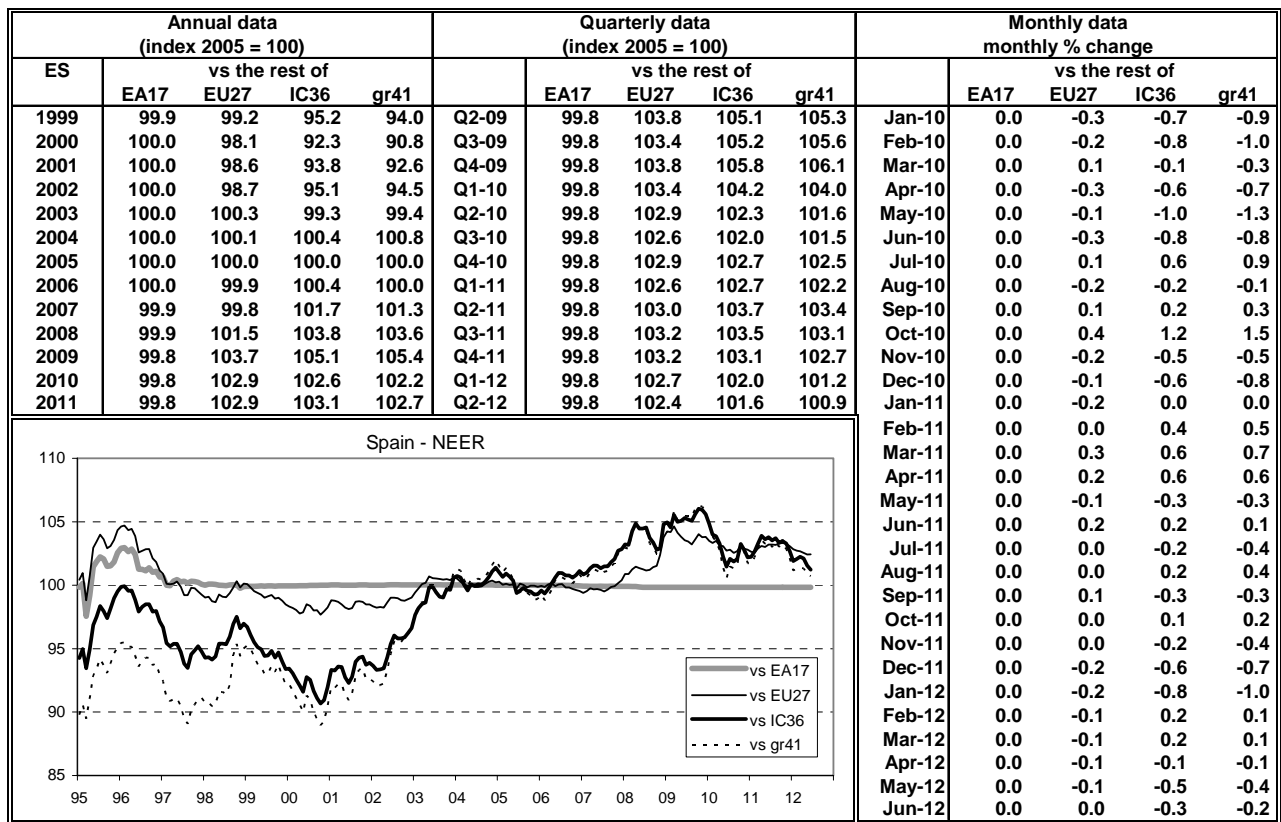 Annual data
(index 2005 = 100)
ES vs the rest of
EA17 EU27 IC36 gr41
1999 99.9 99.2 95.2 94.0
2000 100.0 98.1 92.3 90.8
2001 100.0 98.6 93.8 92.6
2002 100.0 98.7 95.1 94.5
2003 100.0 100.3 99.3 99.4
2004 100.0 100.1 100.4 100.8
2005 100.0 100.0 100.0 100.0
2006 100.0 99.9 100.4 100.0
2007 99.9 99.8 101.7 101.3
2008 99.9 101.5 103.8 103.6
2009 99.8 103.7 105.1 105.4
2010 99.8 102.9 102.6 102.2
2011 99.8 102.9 103.1 102.7
Quarterly data
(index 2005 = 100)
vs the rest of
EA17 EU27 IC36 gr41
Q2-09 99.8 103.8 105.1 105.3
Q3-09 99.8 103.4 105.2 105.6
Q4-09 99.8 103.8 105.8 106.1
Q1-10 99.8 103.4 104.2 104.0
Q2-10 99.8 102.9 102.3 101.6
Q3-10 99.8 102.6 102.0 101.5
Q4-10 99.8 102.9 102.7 102.5
Q1-11 99.8 102.6 102.7 102.2
Q2-11 99.8 103.0 103.7 103.4
Q3-11 99.8 103.2 103.5 103.1
Q4-11 99.8 103.2 103.1 102.7
Q1-12 99.8 102.7 102.0 101.2
Q2-12 99.8 102.4 101.6 100.9
Monthly data
monthly % change
vs the rest of
EA17 EU27 IC36 gr41
Jan-10 0.0 -0.3 -0.7 -0.9
Feb-10 0.0 -0.2 -0.8 -1.0
Mar-10 0.0 0.1 -0.1 -0.3
Apr-10 0.0 -0.3 -0.6 -0.7
May-10 0.0 -0.1 -1.0 -1.3
Jun-10 0.0 -0.3 -0.8 -0.8
Jul-10 0.0 0.1 0.6 0.9
Aug-10 0.0 -0.2 -0.2 -0.1
Sep-10 0.0 0.1 0.2 0.3
Oct-10 0.0 0.4 1.2 1.5
Nov-10 0.0 -0.2 -0.5 -0.5
Dec-10 0.0 -0.1 -0.6 -0.8
Jan-11 0.0 -0.2 0.0 0.0
Feb-11 0.0 0.0 0.4 0.5
Mar-11 0.0 0.3 0.6 0.7
Apr-11 0.0 0.2 0.6 0.6
May-11 0.0 -0.1 -0.3 -0.3
Jun-11 0.0 0.2 0.2 0.1
Jul-11 0.0 0.0 -0.2 -0.4
Aug-11 0.0 0.0 0.2 0.4
Sep-11 0.0 0.1 -0.3 -0.3
Oct-11 0.0 0.0 0.1 0.2
Nov-11 0.0 0.0 -0.2 -0.4
Dec-11 0.0 -0.2 -0.6 -0.7
Jan-12 0.0 -0.2 -0.8 -1.0
Feb-12 0.0 -0.1 0.2 0.1
Mar-12 0.0 -0.1 0.2 0.1
Apr-12 0.0 -0.1 -0.1 -0.1
May-12 0.0 -0.1 -0.5 -0.4
Jun-12 0.0 0.0 -0.3 -0.2
Spain - NEER
110
105
100
95
90
85
95 96 97 98 99 00 01 02 03 04 05 06 07 08 09 10 11 12
vs EA17
vs EU27
vs IC36
vs gr41